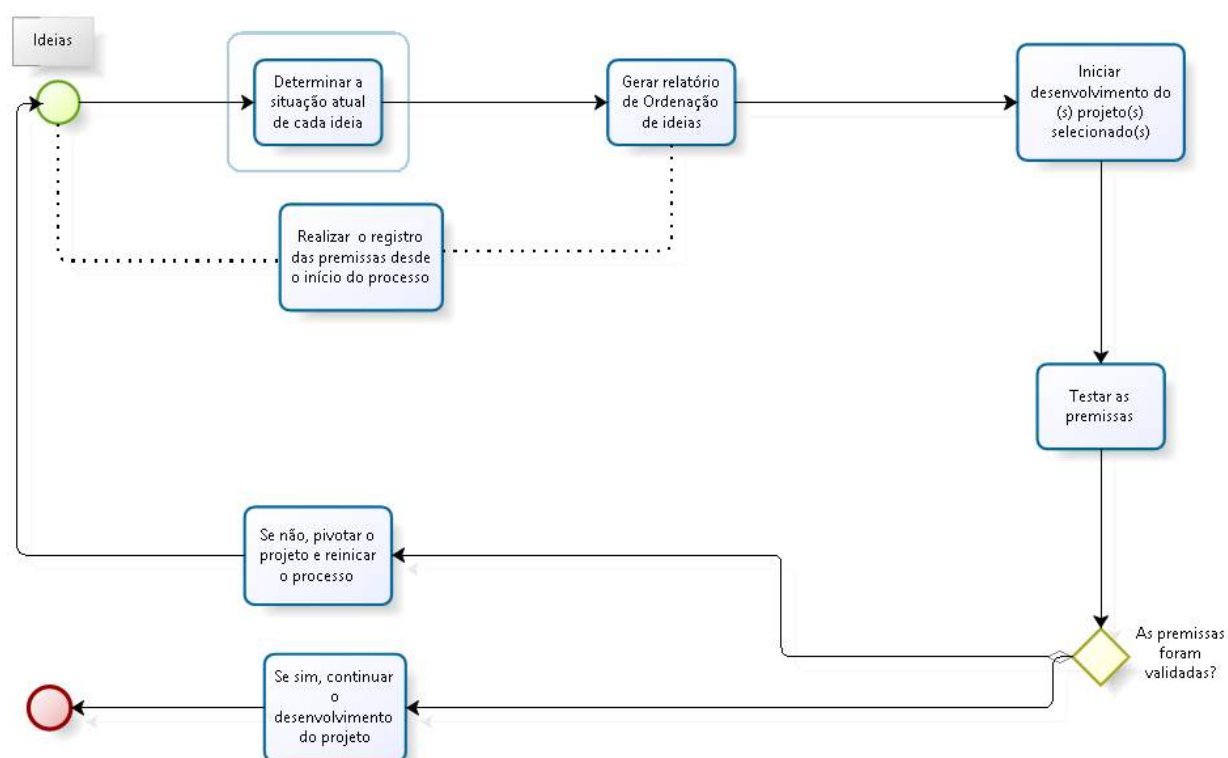 Ideias
Determinar a
situação atual
de cada ideia
Gerar relatório
de Ordenação
de ideias
Iniciar
desenvolvimento do
(s) projeto(s)
selecionado(s)
Realizar o registro
das premissas desde
o início do processo
Testar as
premissas
Se não, pivotar o
projeto e reinicar
o processo
As premissas
foram
validadas?
Se sim, continuar
o
desenvolvimento
do projeto